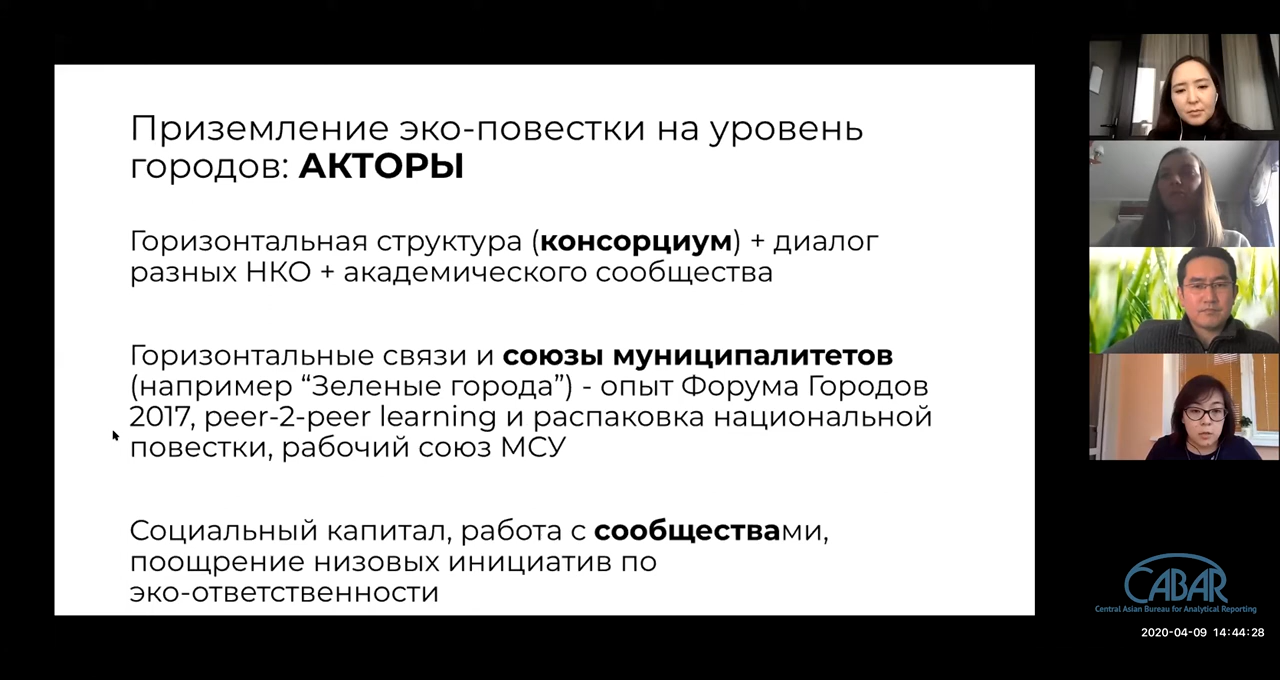 Приземление эко-повестки на уровень
городов: АКТОРЫ
Горизонтальная структура (консорциум) + диалог
разных НКО + академического сообщества
Горизонтальные связи и союзы муниципалитетов
(например “Зеленые города”) - опыт Форума Городов
2017, peer-2-peer learning и распаковка национальной
повестки, рабочий союз МСУ
Социальный капитал, работа с сообществами,
поощрение низовых инициатив по
эко-ответственности
CABAR
Central Asian Bureau for Analytical Reporting
2020-04-09 14:44:28